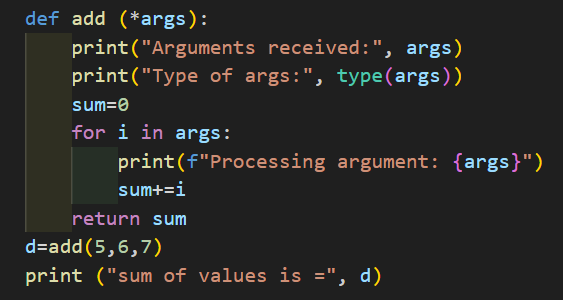 def add (*args):
    print("Arguments received:", args)
    print("Type of args:", type(args))
    sum=0
    for i in args:
        print(f"Processing argument: {args}")
        sum+=i
    return sum
d=add(5,6,7)
print ("sum of values is =", d)